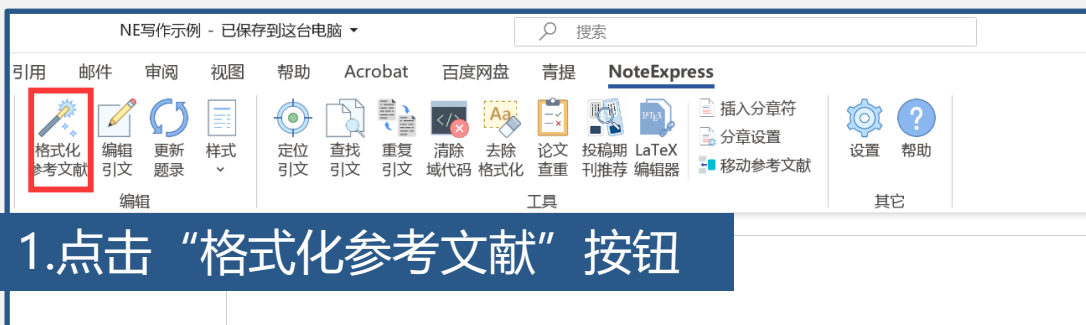 NE写作示例 - 已保存到这台电脑
搜索
引用 邮件 审阅 视图 帮助 Acrobat 百度网盘 青提 NoteExpress
格式化 编辑 更新 样式 定位 查找 重复 清除 去除 论文 投稿期 LaTeX 设置 帮助
参考文献 引文 题录 引文 引文 引文 域代码 格式化 查重 刊推荐 编辑器
插入分章符
分章设置
移动参考文献
编辑 工具 其它
1.点击“格式化参考文献”按钮